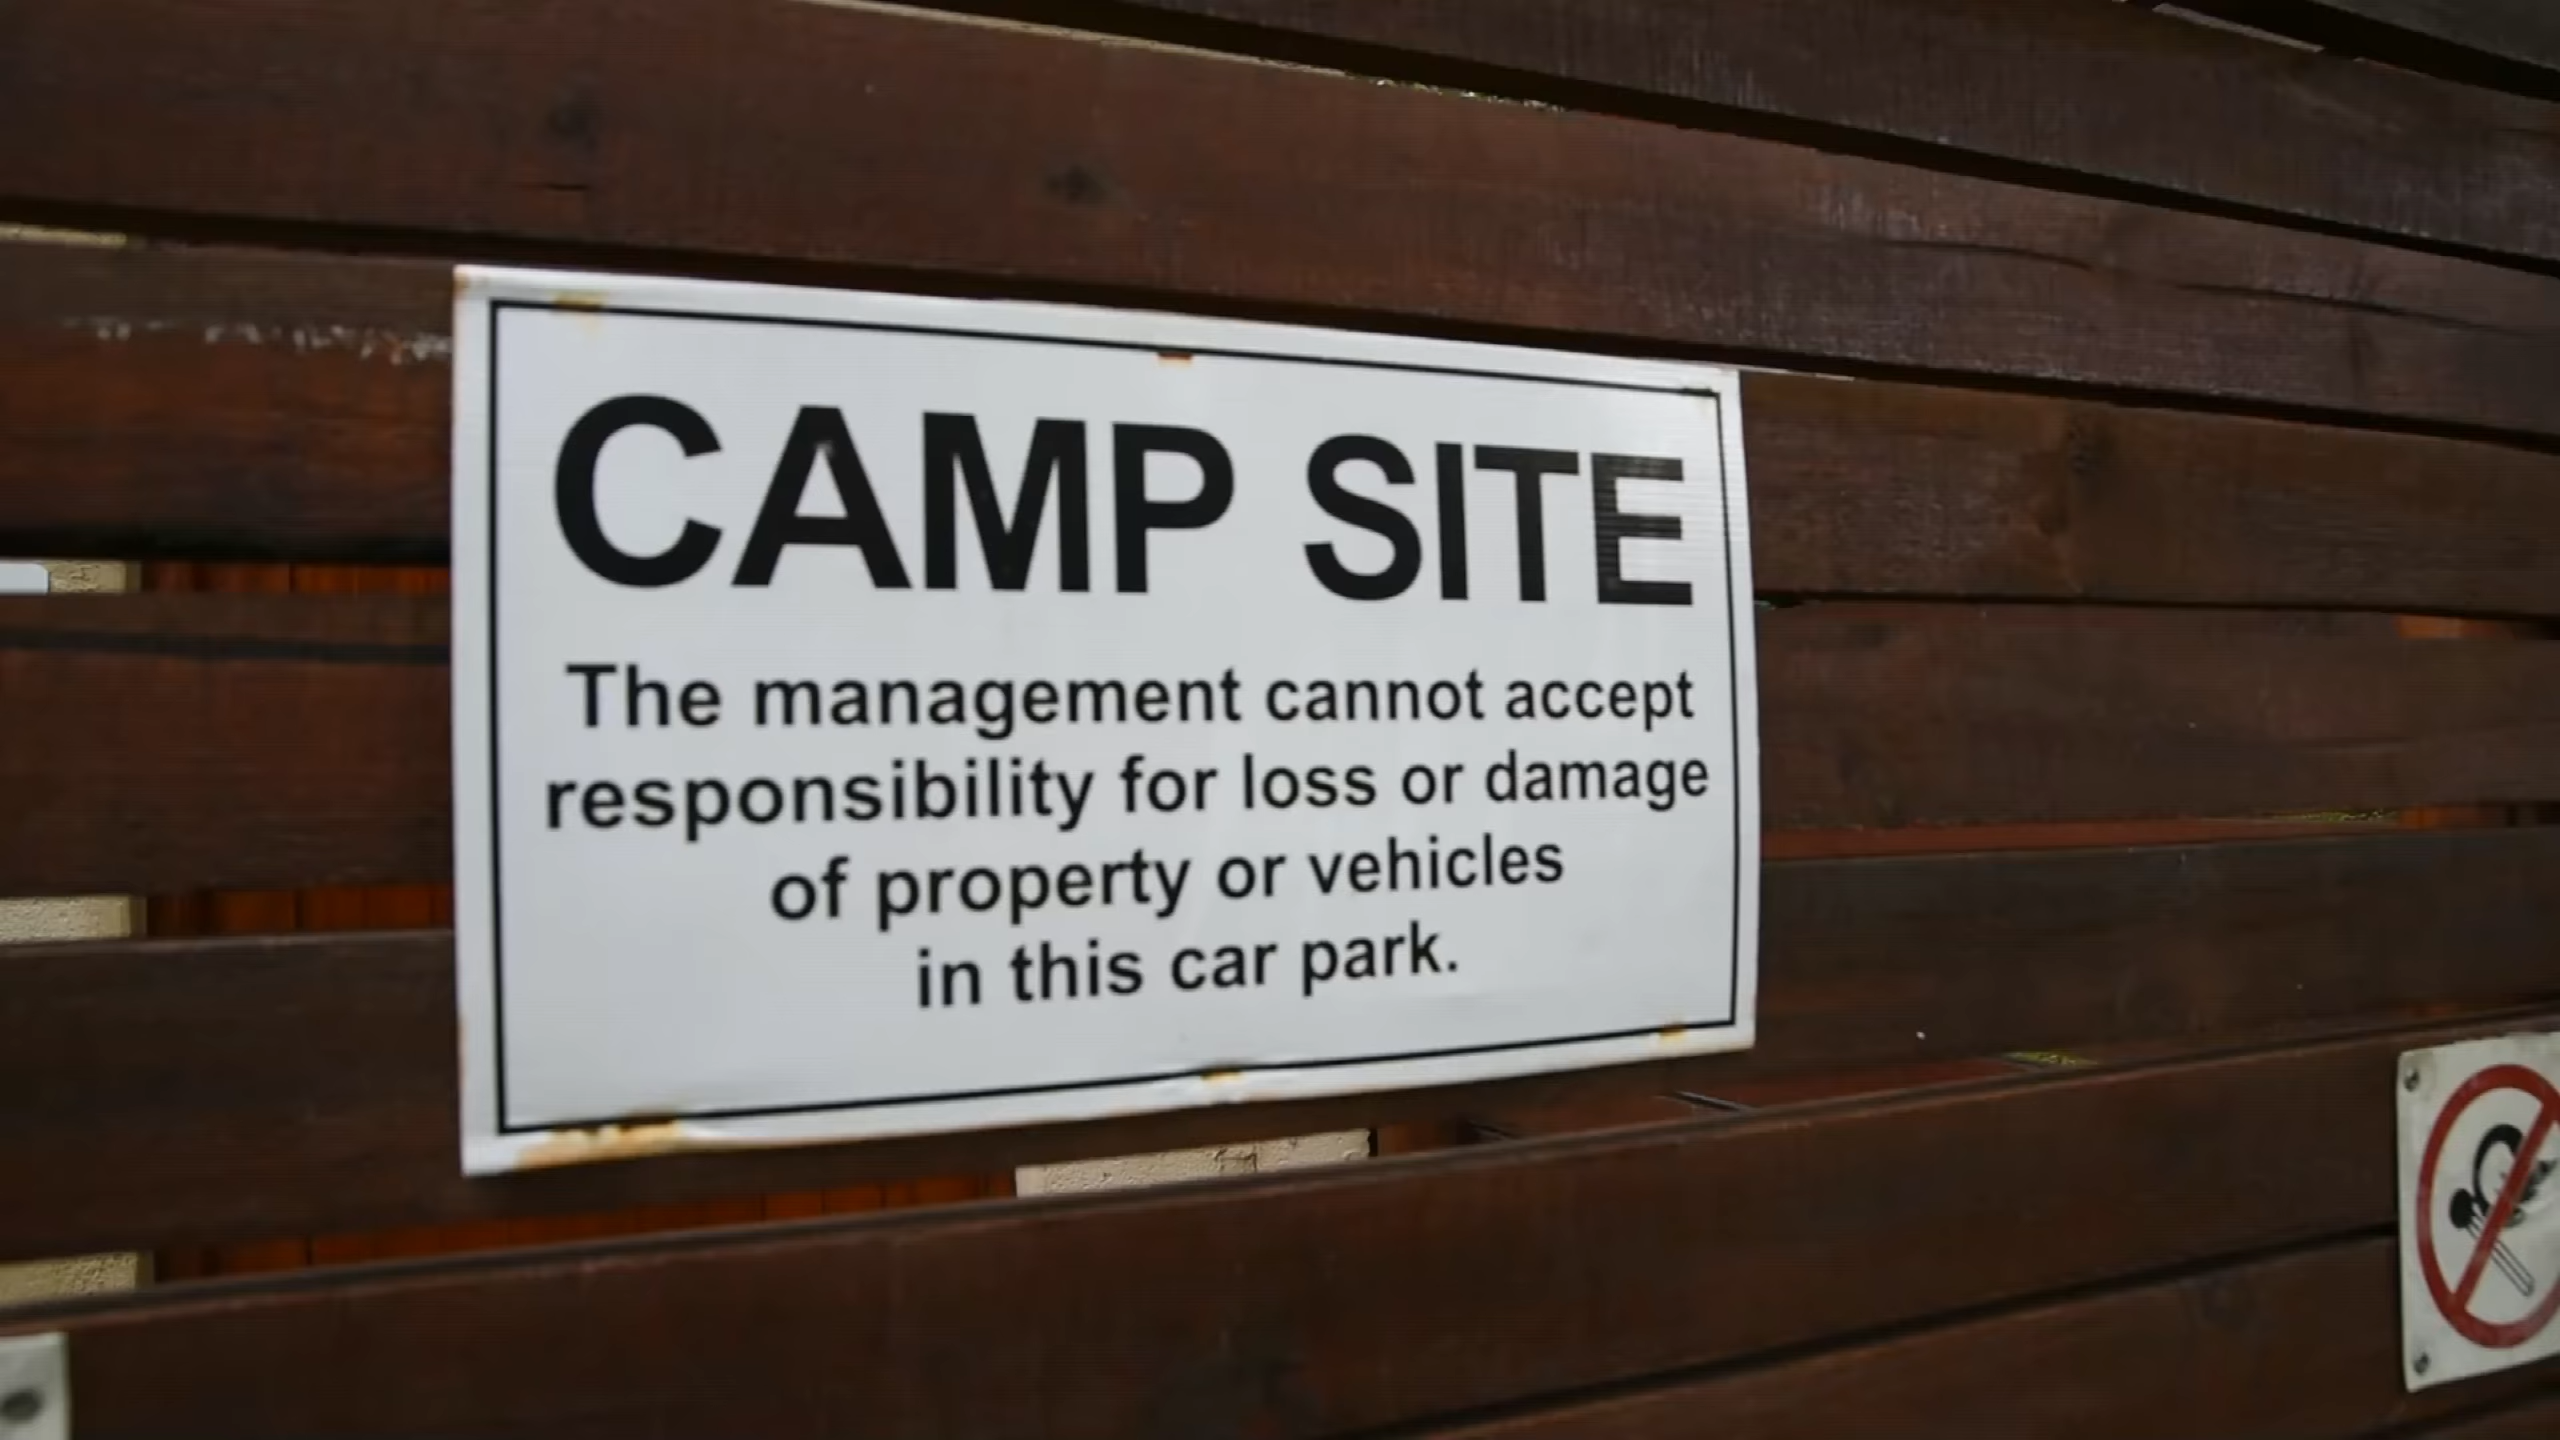 CAMP SITE
The management cannot accept
responsibility for loss or damage
of property or vehicles
in this car park.